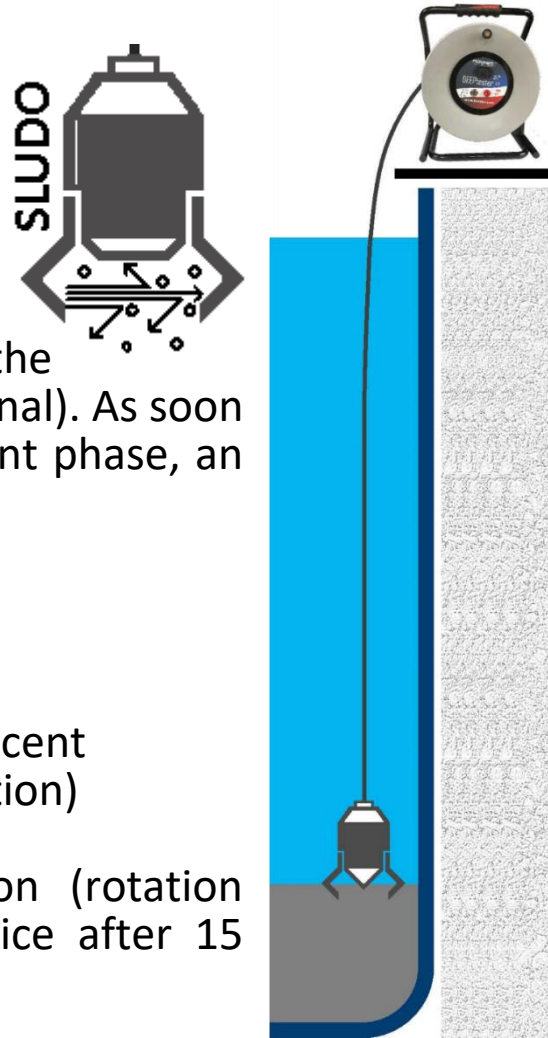 SLUDO
the
nal). As soon
nt phase, an
cent
tion)
on (rotation
ice after 15